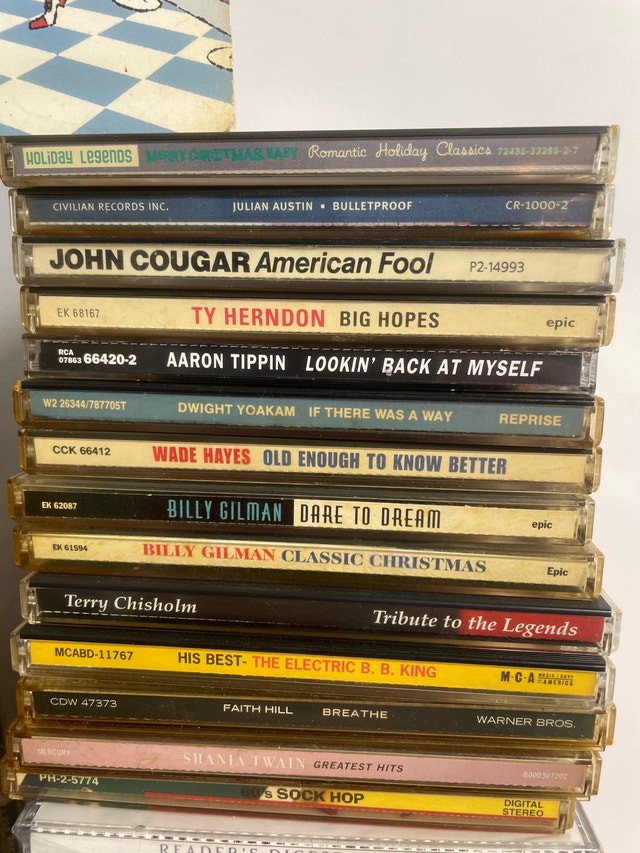 HOLIDAY LEGENDS MERRY CHRISTMAS, BABY Romantic Holiday Classics 72435-33286-2-7
CIVILIAN RECORDS INC. JULIAN AUSTIN • BULLETPROOF CR-1000-2
JOHN COUGAR American Fool P2-14993
EK 68167 TY HERNDON BIG HOPES epic
RCA
07863 66420-2 AARON TIPPIN LOOKIN' BACK AT MYSELF
W2 26344/787705T DWIGHT YOAKAM IF THERE WAS A WAY REPRISE
CCK 66412 WADE HAYES OLD ENOUGH TO KNOW BETTER
EK 62087 BILLY GILMAN DARE TO DREAM epic
EK 61594 BILLY GILMAN CLASSIC CHRISTMAS Epic
Terry Chisholm Tribute to the Legends
MCABD-11767 HIS BEST- THE ELECTRIC B. B. KING M·C·A
CDW 47373 FAITH HILL BREATHE WARNER BROS.
MERCURY SHANIA TWAIN GREATEST HITS
PH-2-5774 60's SOCK HOP DIGITAL
STEREO
READER'S